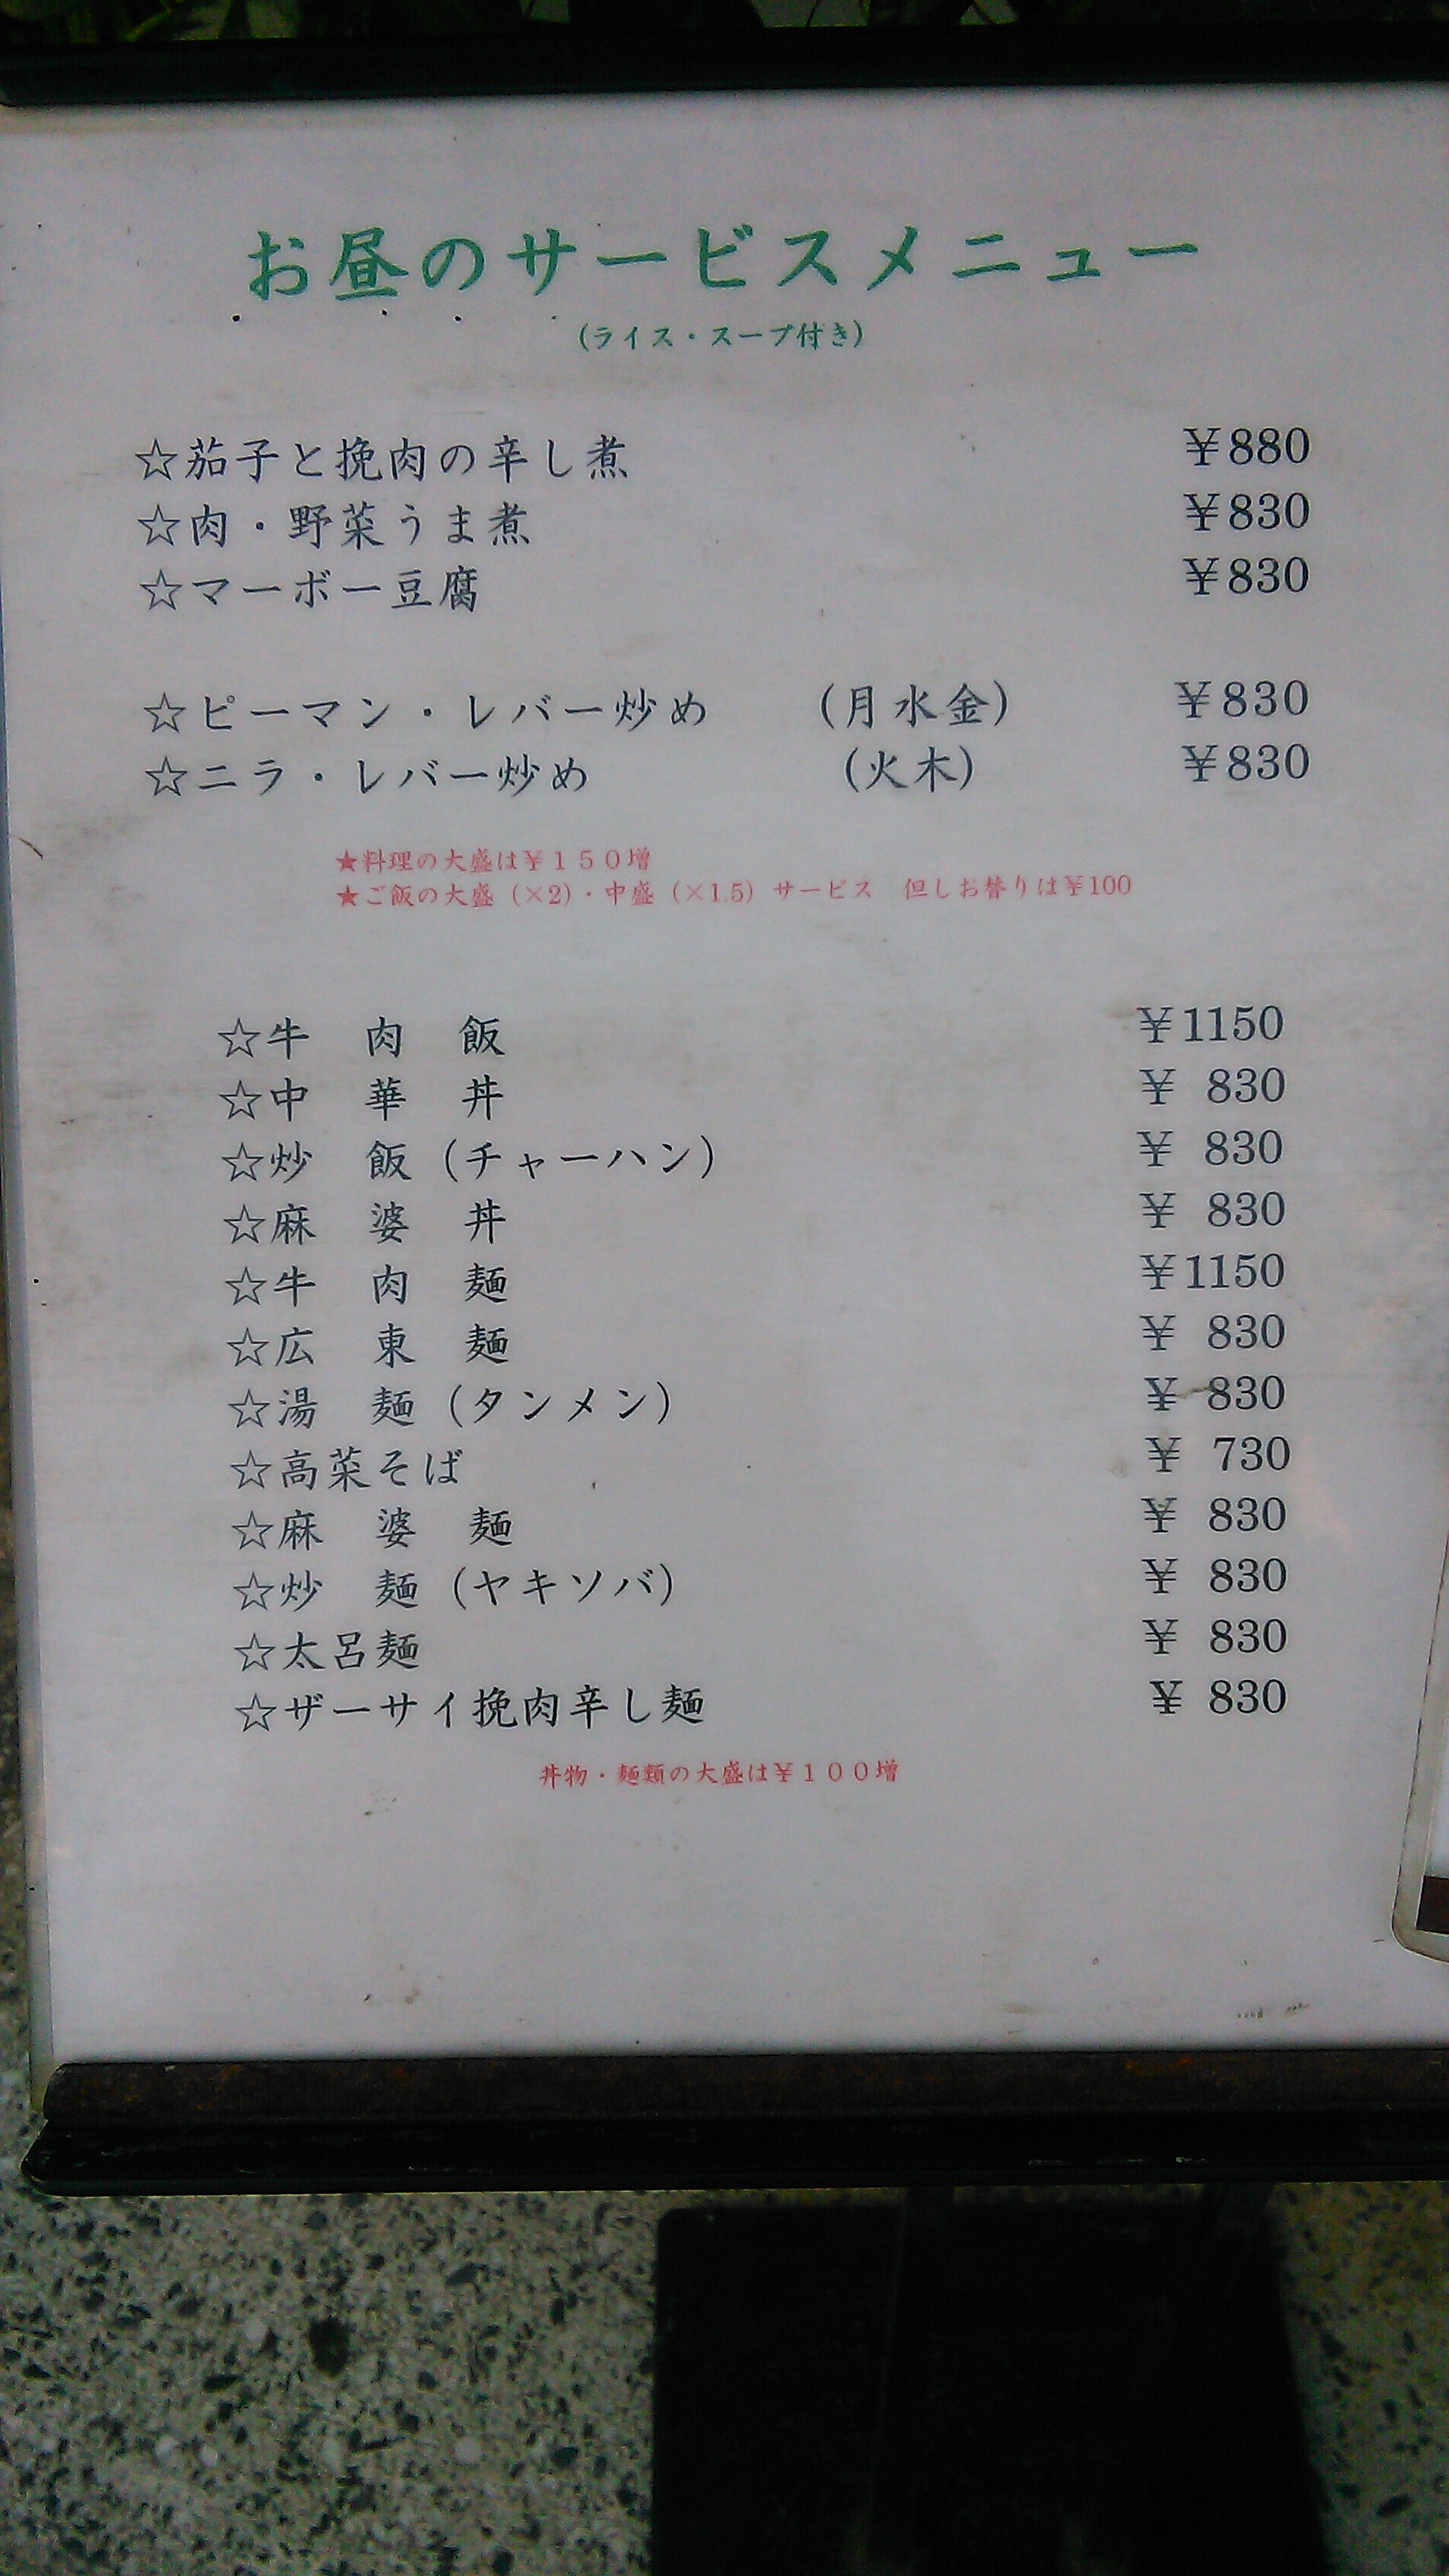 お昼のサービスメニュー
(ライス・スープ付き)
☆茄子と挽肉の辛し煮 ¥880
☆肉・野菜うま煮 ¥830
☆マーボー豆腐 ¥830
☆ピーマン・レバー炒め (月水金) ¥830
☆ニラ・レバー炒め (火木) ¥830
★料理の大盛は¥150増
★ご飯の大盛(×2)・中盛(×1.5)サービス 但しお替りは¥100
☆牛 肉 飯 ¥1150
☆中 華 丼 ¥ 830
☆炒 飯(チャーハン) ¥ 830
☆麻 婆 丼 ¥ 830
☆牛 肉 麺 ¥1150
☆広 東 麺 ¥ 830
☆湯 麺(タンメン) ¥ 830
☆高菜そば ¥ 730
☆麻 婆 麺 ¥ 830
☆炒 麺(ヤキソバ) ¥ 830
☆太呂麺 ¥ 830
☆ザーサイ挽肉辛し麺 ¥ 830
丼物・麺類の大盛は¥100増